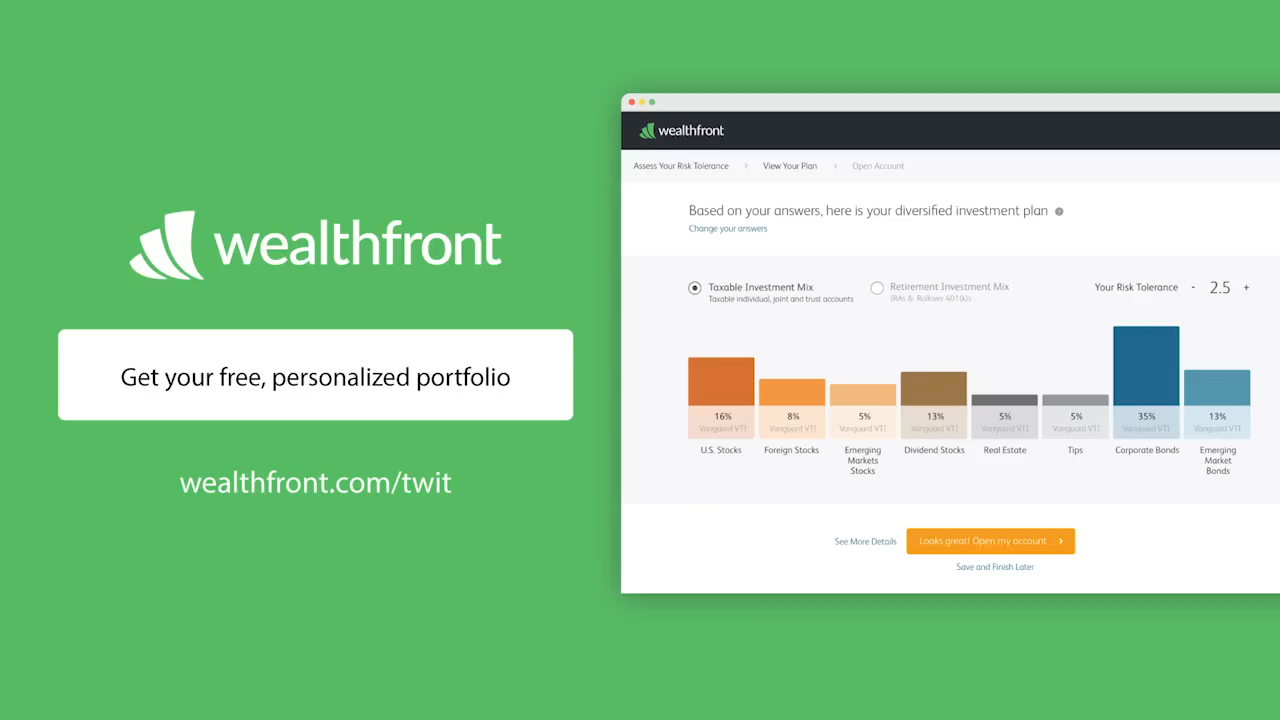 wealthfront
Get your free, personalized portfolio
wealthfront.com/twit
wealthfront
Assess Your Risk Tolerance > View Your Plan > Open Account
Based on your answers, here is your diversified investment plan
Change your answers
Taxable Investment Mix
Taxable individual, joint and trust accounts
Retirement Investment Mix
IRAs & Rollover 401(k)s
Your Risk Tolerance - 2.5 +
16% 8% 5% 13% 5% 5% 35% 13%
Vanguard VTI Vanguard VTI Vanguard VTI Vanguard VTI Vanguard VTI Vanguard VTI Vanguard VTI Vanguard VTI
U.S. Stocks
Foreign Stocks
Emerging
Markets
Stocks
Dividend Stocks
Real Estate
Tips
Corporate Bonds
Emerging
Market
Bonds
See More Details
Looks great! Open my account... >
Save and Finish Later